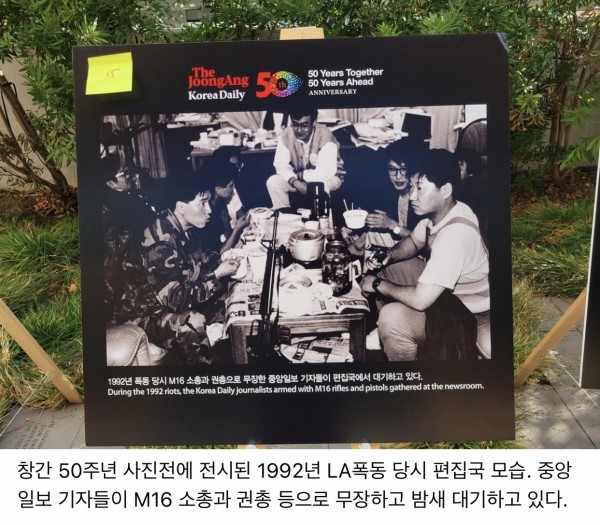 15
The
JoongAng
Korea Daily
50th
50 Years Together
50 Years Ahead
ANNIVERSARY
1992년 폭동 당시 M16 소총과 권총으로 무장한 중앙일보 기자들이 편집국에서 대기하고 있다.
During the 1992 riots, the Korea Daily journalists armed with M16 rifles and pistols gathered at the newsroom.
창간 50주년 사진전에 전시된 1992년 LA폭동 당시 편집국 모습. 중앙
일보 기자들이 M16 소총과 권총 등으로 무장하고 밤새 대기하고 있다.